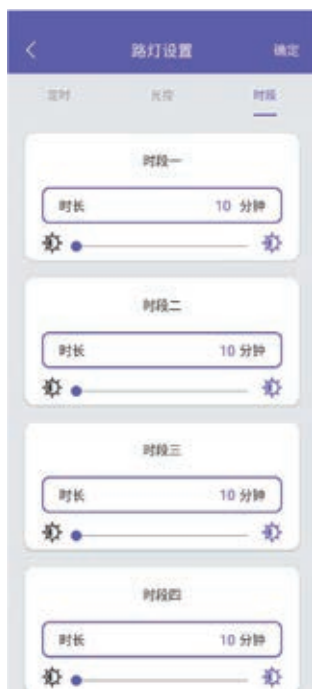 路灯设置 确定
定时 光控 时段
时段一
时长 10 分钟
时段二
时长 10 分钟
时段三
时长 10 分钟
时段四
时长 10 分钟